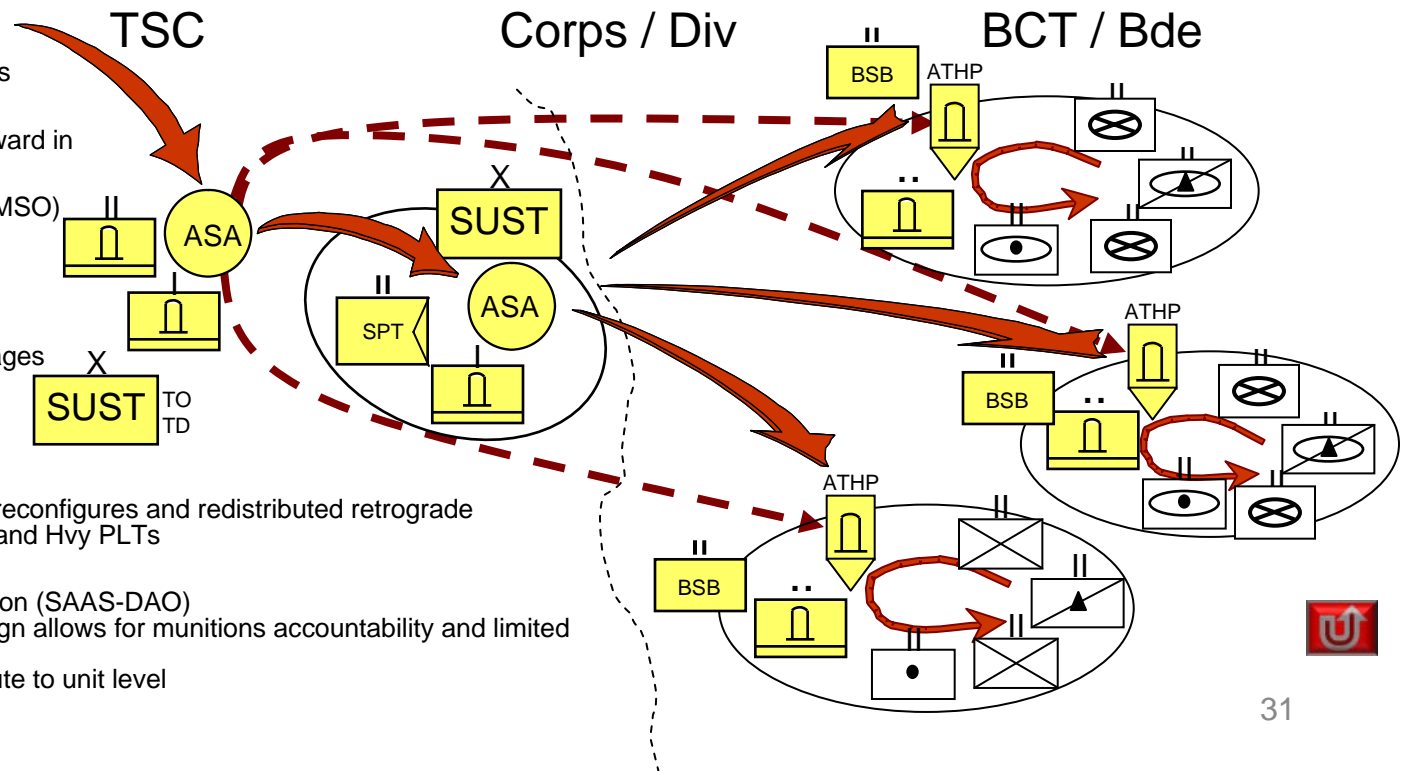 TSC
Corps / Div
BCT / Bde
s
ward in
MSO)
ages
reconfigures and redistributed retrograde
and Hvy PLTs
on (SAAS-DAO)
gn allows for munitions accountability and limited
ute to unit level
II
ASA
I
X
SUST
TO
TD
X
SUST
II
SPT
ASA
I
II
BSB
ATHP
..
II
II
II
II
ATHP
II
BSB
..
II
II
II
II
ATHP
II
BSB
..
II
II
II
II
31